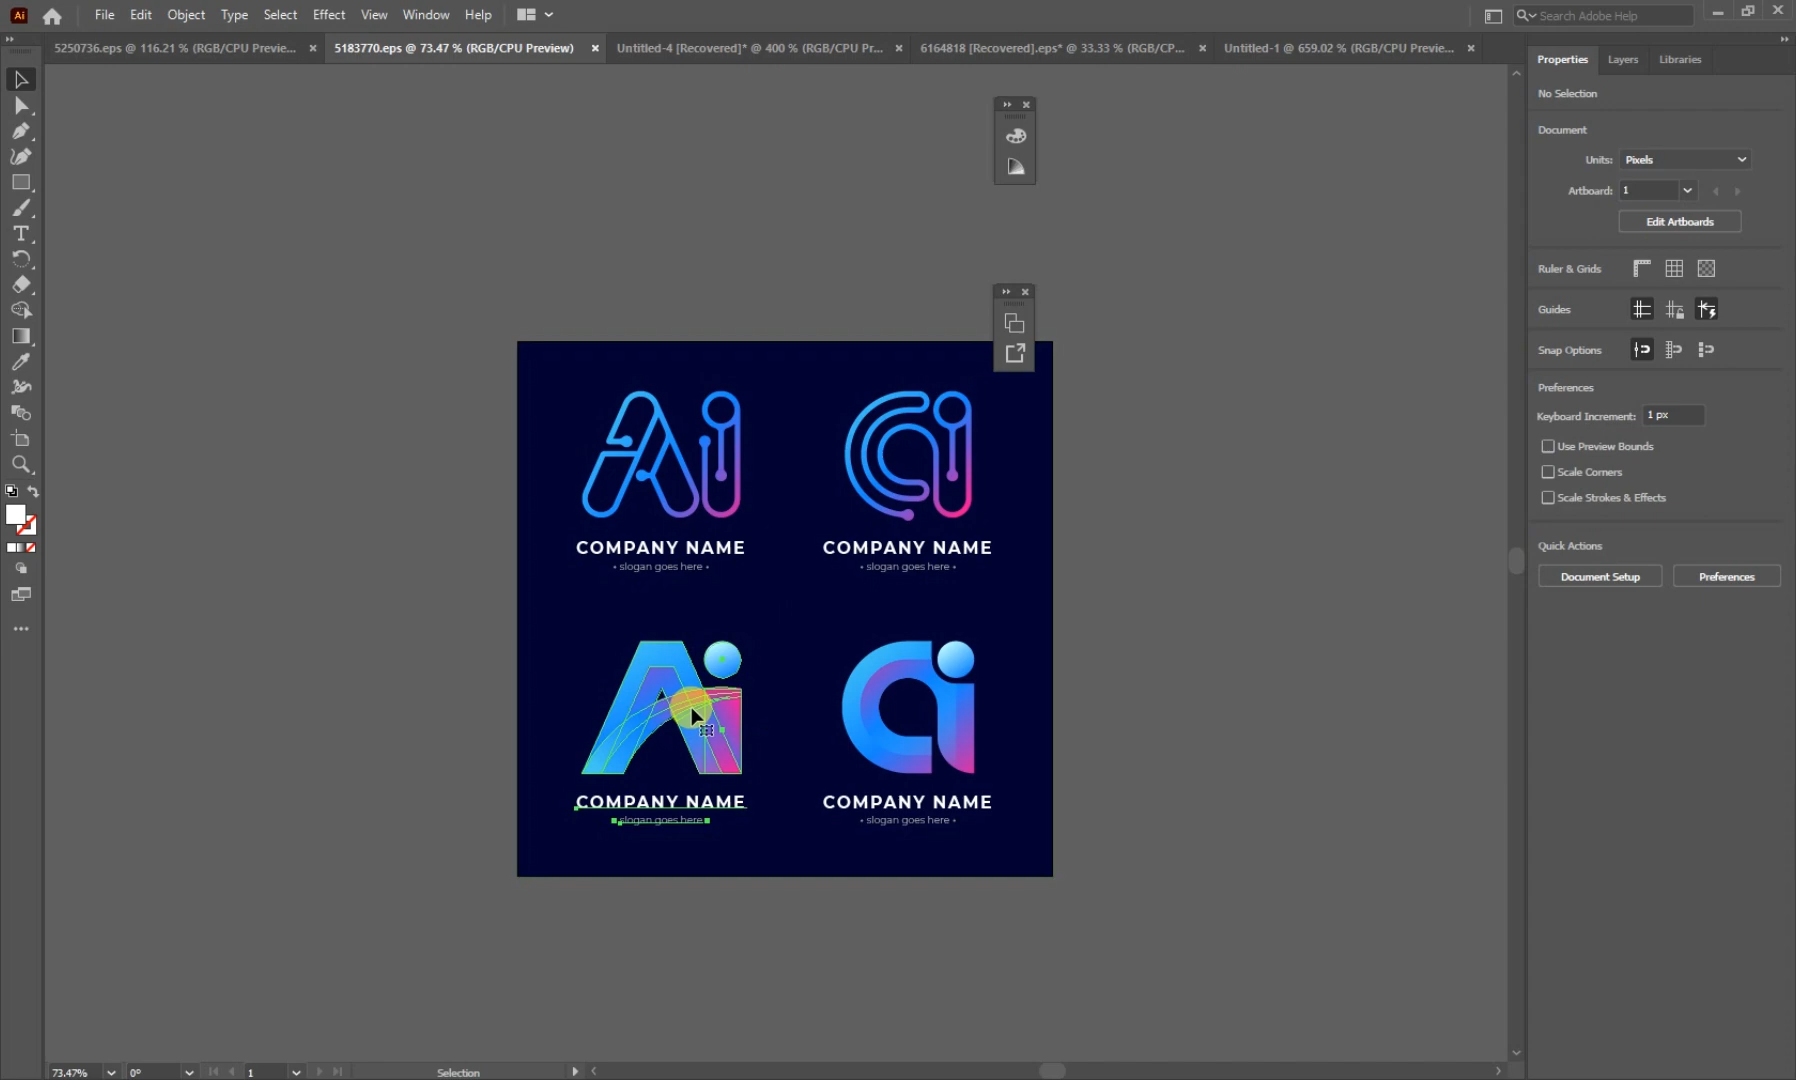 Ai File Edit Object Type Select Effect View Window Help Search Adobe Help
5250736.eps @ 116.21 % (RGB/CPU Previe... 5183770.eps @ 73.47 % (RGB/CPU Preview) Untitled-4 [Recovered]* @ 400 % (RGB/CPU Pr... 6164818 [Recovered].eps* @ 33.33 % (RGB/CP... Untitled-1 @ 659.02 % (RGB/CPU Previe...
Properties Layers Libraries
No Selection
Document
Units: Pixels
Artboard: 1
Edit Artboards
Ruler & Grids
Guides
Snap Options
Preferences
Keyboard Increment: 1 px
Use Preview Bounds
Scale Corners
Scale Strokes & Effects
Quick Actions
Document Setup Preferences
Ai ai
COMPANY NAME COMPANY NAME
• slogan goes here • • slogan goes here •
Ai ai
COMPANY NAME COMPANY NAME
slogan goes here • slogan goes here •
73.47% 0° 1 Selection